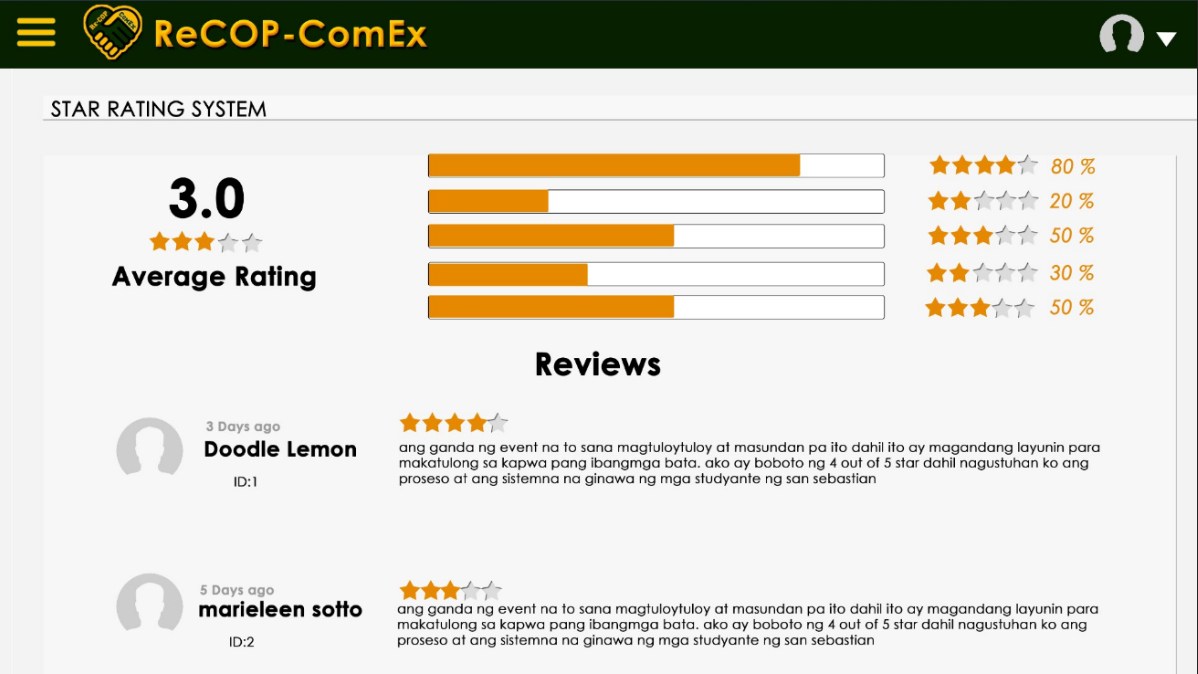 ReCOP-ComEx
STAR RATING SYSTEM
3.0
Average Rating
80 %
20 %
50 %
30 %
50 %
Reviews
3 Days ago
Doodle Lemon
ID:1
ang ganda ng event na to sana magtuloytuloy at masundan pa ito dahil ito ay magandang layunin para
makatulong sa kapwa pang ibangmga bata. ako ay boboto ng 4 out of 5 star dahil nagustuhan ko ang
proseso at ang sistemna na ginawa ng mga studyante ng san sebastian
5 Days ago
marieleen sotto
ID:2
ang ganda ng event na to sana magtuloytuloy at masundan pa ito dahil ito ay magandang layunin para
makatulong sa kapwa pang ibangmga bata. ako ay boboto ng 4 out of 5 star dahil nagustuhan ko ang
proseso at ang sistemna na ginawa ng mga studyante ng san sebastian